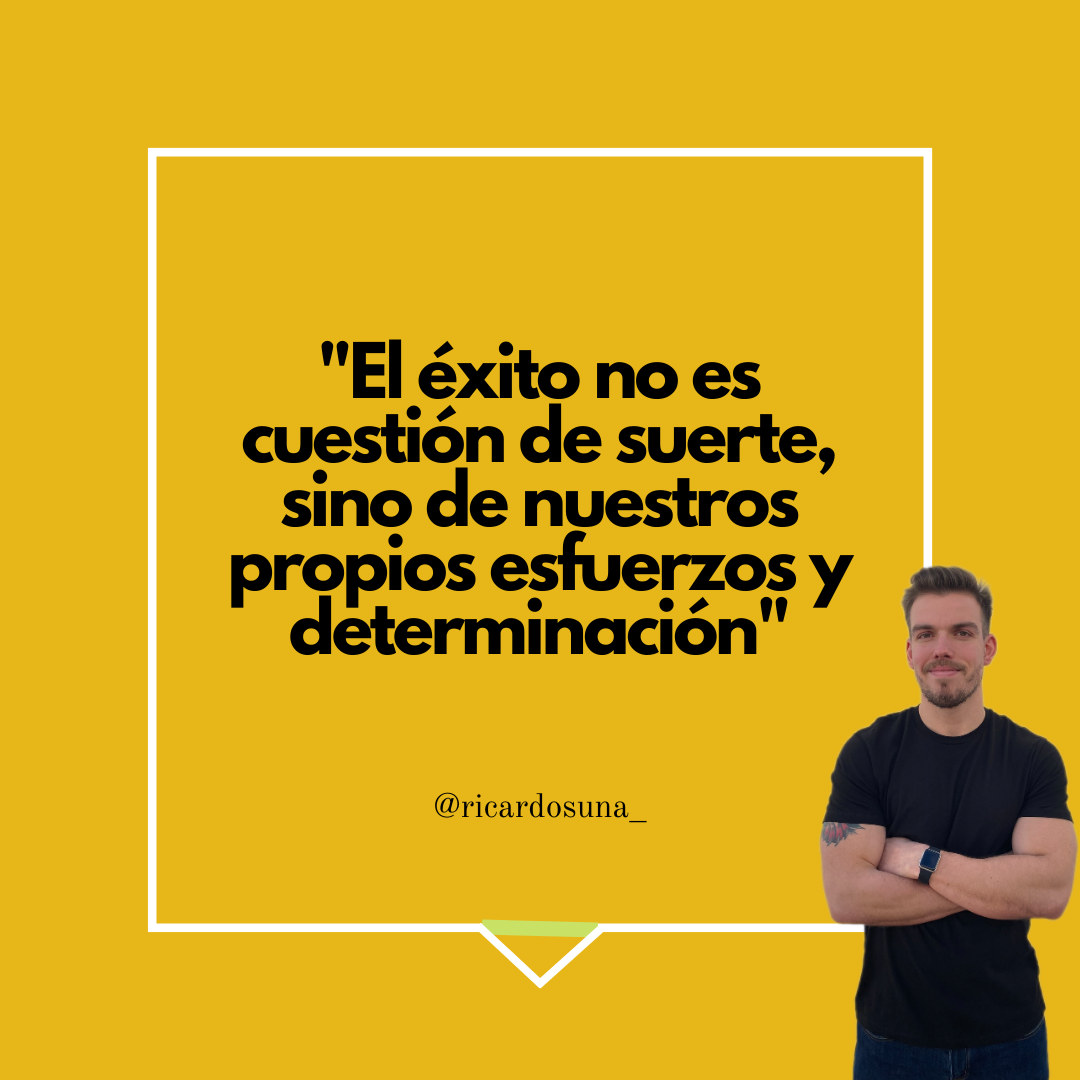 "El éxito no es
cuestión de suerte,
sino de nuestros
propios esfuerzos y
determinación"
@ricardosuna_